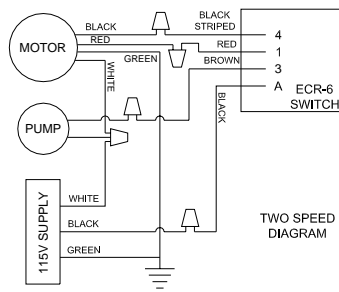 BLACK
BLACK
STRIPED
4
MOTOR
RED
RED
1
WHITE
GREEN
BROWN
3
A
ECR-6
SWITCH
BLACK
PUMP
115V SUPPLY
WHITE
BLACK
GREEN
TWO SPEED
DIAGRAM